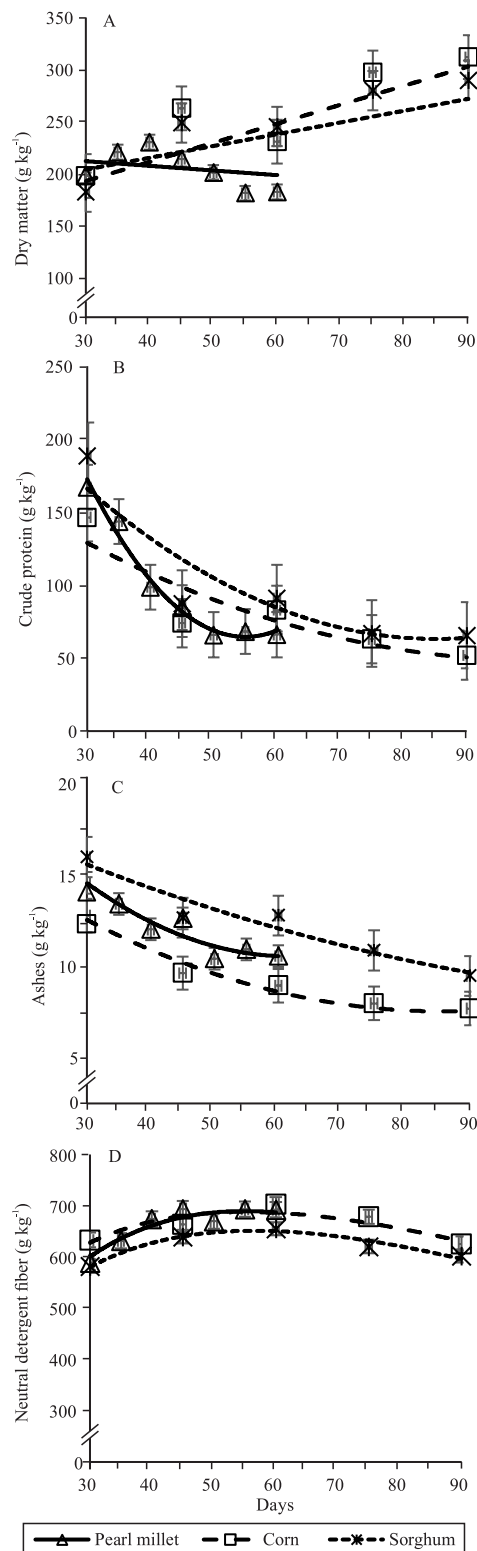 A
350
300
250
200
150
100
0
Dry matter (g kg⁻¹)
30 40 50 60 70 80 90
B
250
200
150
100
50
0
Crude protein (g kg⁻¹)
30 40 50 60 70 80 90
C
20
15
10
5
0
Ashes (g kg⁻¹)
30 40 50 60 70 80 90
D
800
700
600
500
400
300
0
Neutral detergent fiber (g kg⁻¹)
30 40 50 60 70 80 90
Days
Pearl millet Corn Sorghum